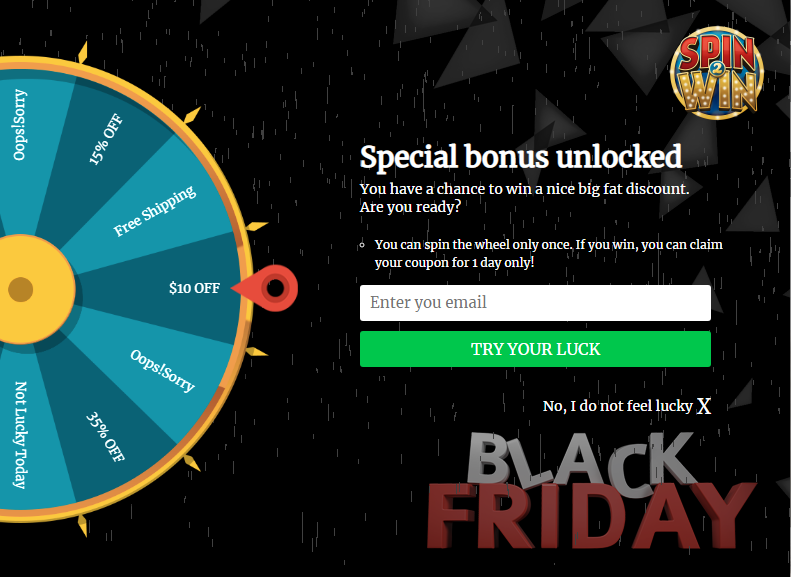 SPIN
2
WIN
Oops!Sorry
15% OFF
Free Shipping
$10 OFF
Oops!Sorry
35% OFF
Not Lucky Today
Special bonus unlocked
You have a chance to win a nice big fat discount.
Are you ready?
You can spin the wheel only once. If you win, you can claim
your coupon for 1 day only!
Enter you email
TRY YOUR LUCK
No, I do not feel lucky X
BLACK
FRIDAY